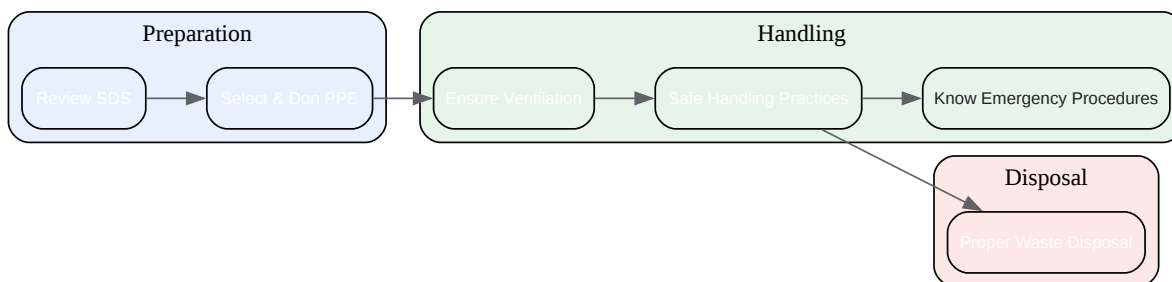 Preparation
Review SDS
Select & Don PPE
Handling
Ensure Ventilation
Safe Handling Practices
Know Emergency Procedures
Disposal
Proper Waste Disposal